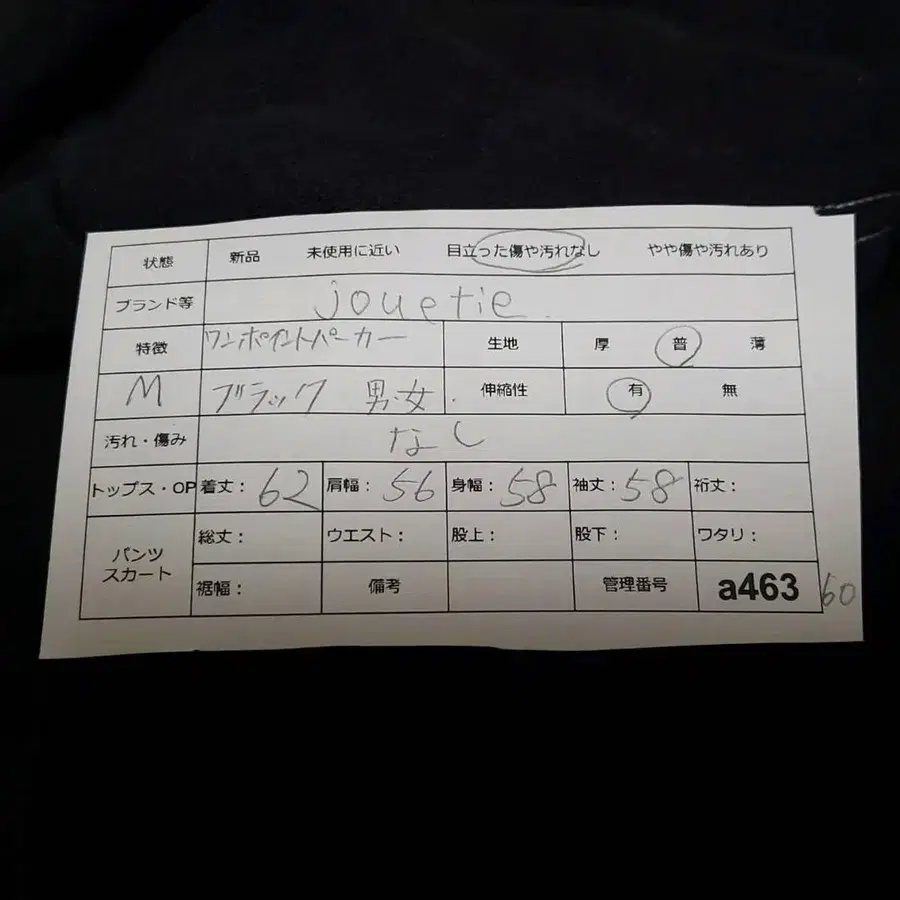 状態 新品 未使用に近い 目立った傷や汚れなし やや傷や汚れあり
ブランド等 jouetie
特徴 ワンポイントパーカー 生地 厚 普 薄
M ブラック 男女. 伸縮性 有 無
汚れ・傷み なし
トップス・OP 着丈: 62 肩幅: 56 身幅: 58 袖丈: 58 裄丈:
パンツ
スカート
総丈: ウエスト: 股上: 股下: ワタリ:
裾幅: 備考 管理番号 a463 60